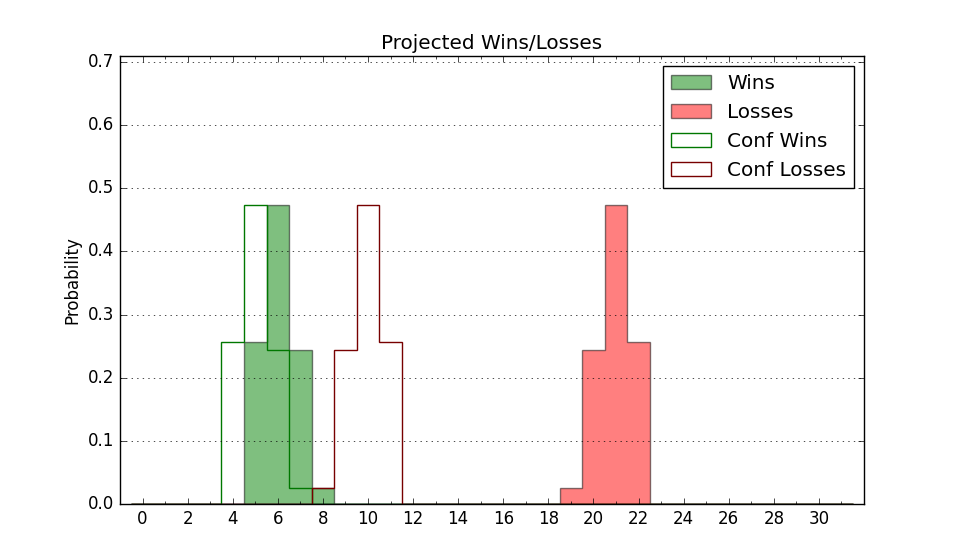 Projected Wins/Losses
0.7
0.6
0.5
0.4
0.3
0.2
0.1
0.0
Probability
Wins
Losses
Conf Wins
Conf Losses
0 2 4 6 8 10 12 14 16 18 20 22 24 26 28 30